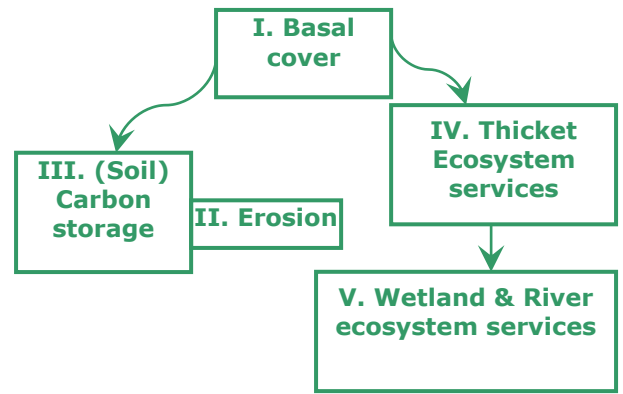 I. Basal
cover
IV. Thicket
Ecosystem
services
III. (Soil)
Carbon
storage
II. Erosion
V. Wetland & River
ecosystem services